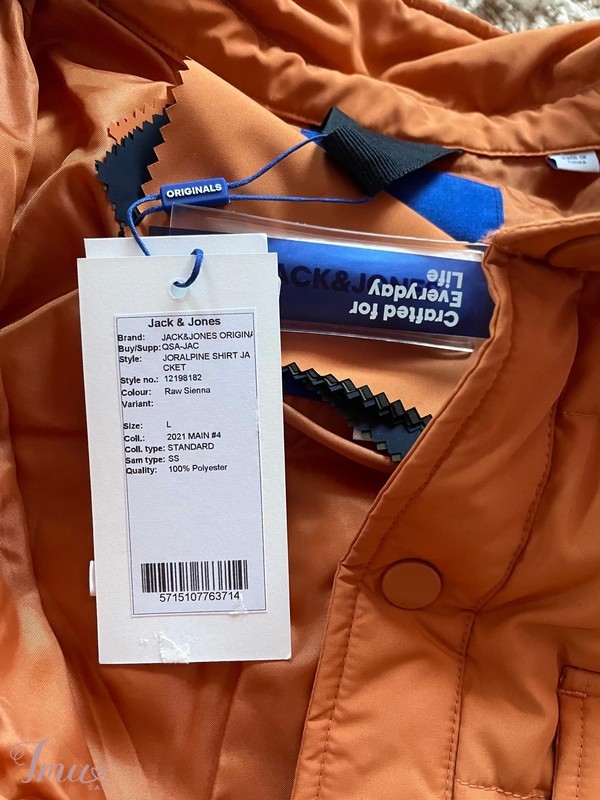 ORIGINALS
JACK&JONES
Crafted for
Everyday
Life
Jack & Jones
Brand: JACK&JONES ORIGINA
Buy/Supp: QSA-JAC
Style: JORALPINE SHIRT JA
CKET
Style no.: 12198182
Colour: Raw Sienna
Variant:
Size: L
Coll.: 2021 MAIN #4
Coll. type: STANDARD
Sam type: SS
Quality: 100% Polyester
5715107763714